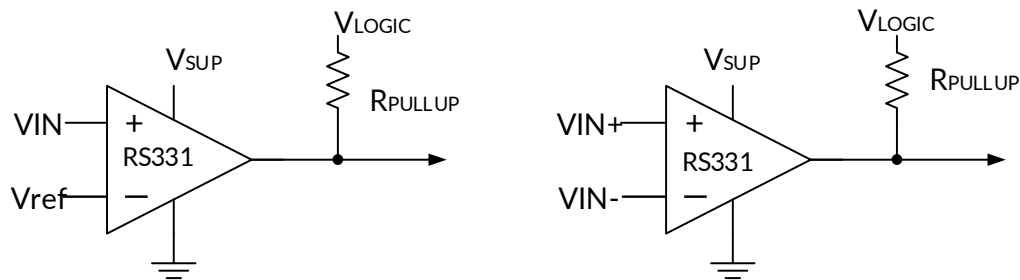 VLOGIC
VSUP
RPULLUP
VIN
+
RS331
Vref
−
VLOGIC
VSUP
RPULLUP
VIN+
+
RS331
VIN-
−